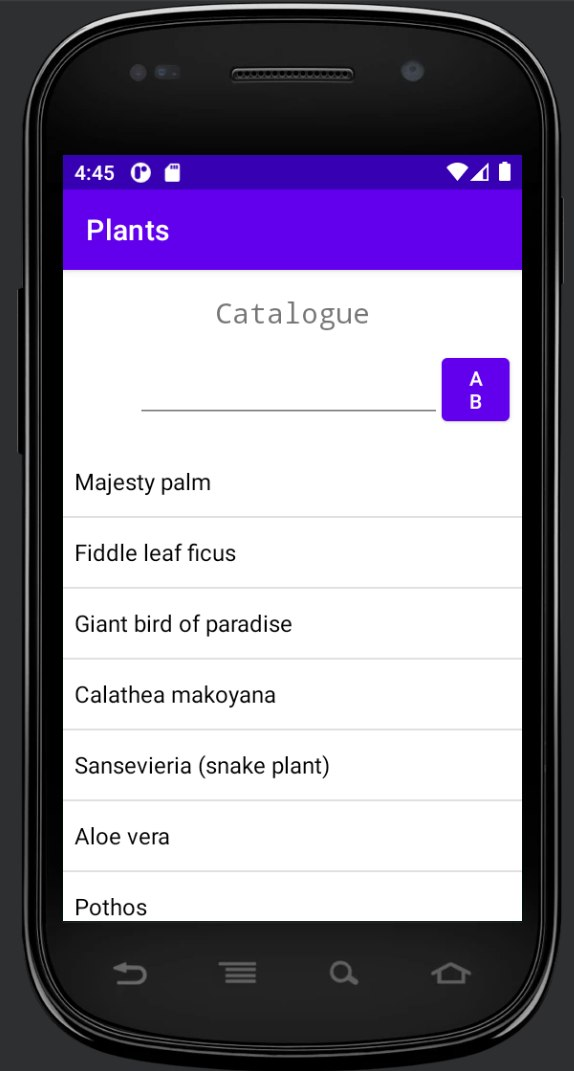 4:45
Plants
Catalogue
A
B
Majesty palm
Fiddle leaf ficus
Giant bird of paradise
Calathea makoyana
Sansevieria (snake plant)
Aloe vera
Pothos